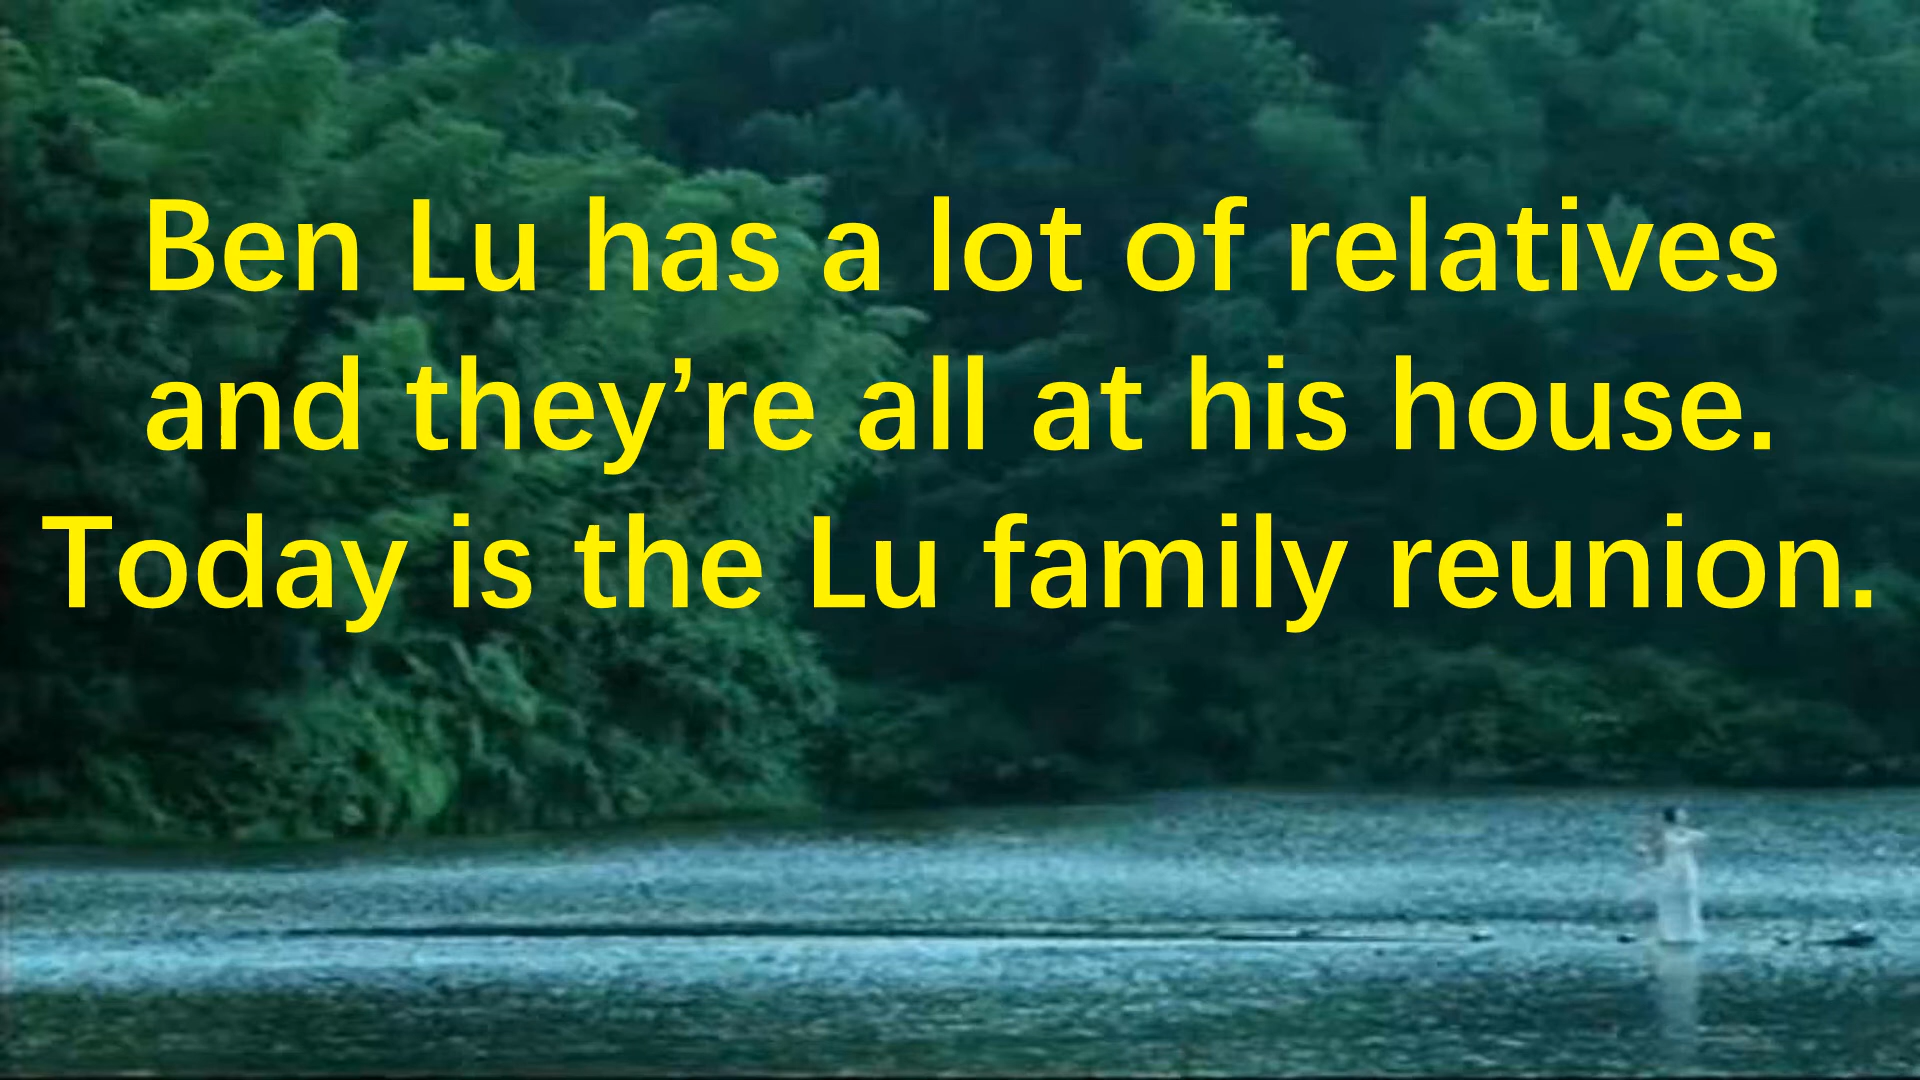 Ben Lu has a lot of relatives
and they’re all at his house.
Today is the Lu family reunion.